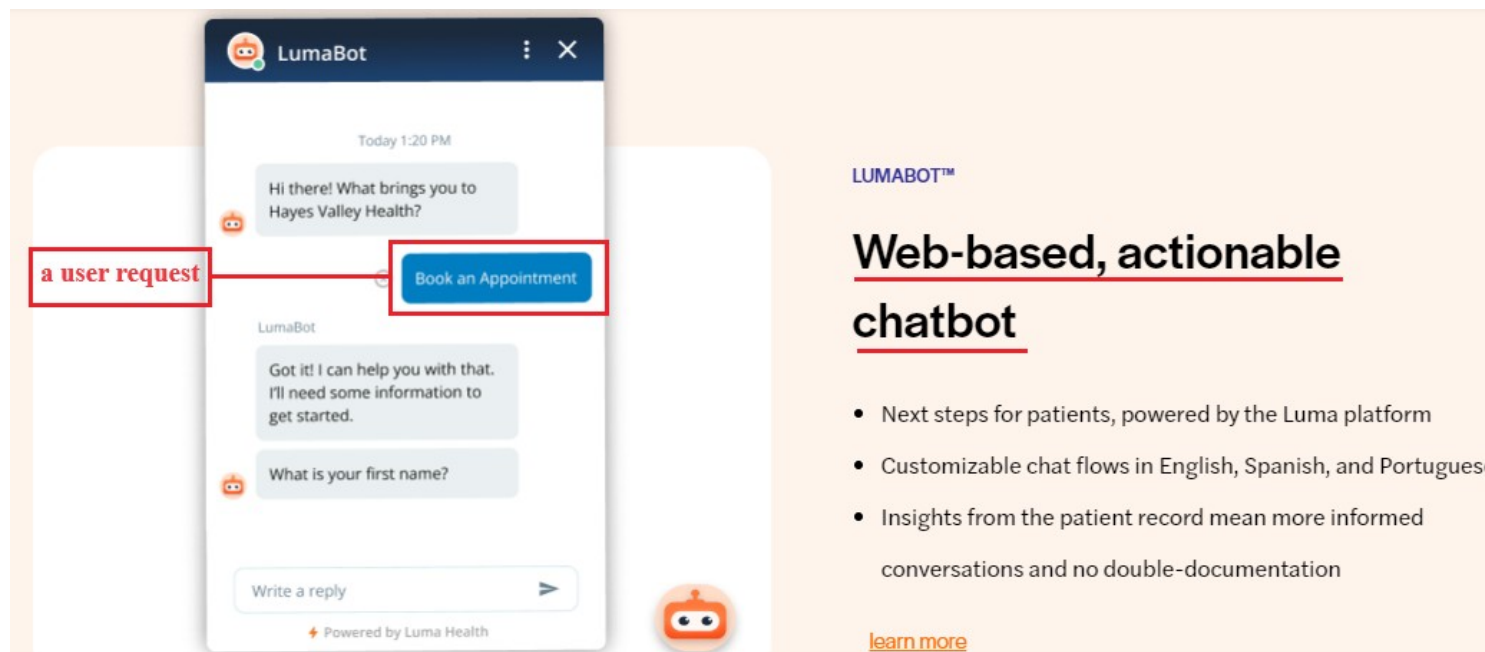 LumaBot
Today 1:20 PM
Hi there! What brings you to
Hayes Valley Health?
a user request
Book an Appointment
LumaBot
Got it! I can help you with that.
I'll need some information to
get started.
What is your first name?
Write a reply
Powered by Luma Health
LUMABOT™
Web-based, actionable
chatbot
• Next steps for patients, powered by the Luma platform
• Customizable chat flows in English, Spanish, and Portuguese
• Insights from the patient record mean more informed
conversations and no double-documentation
learn more